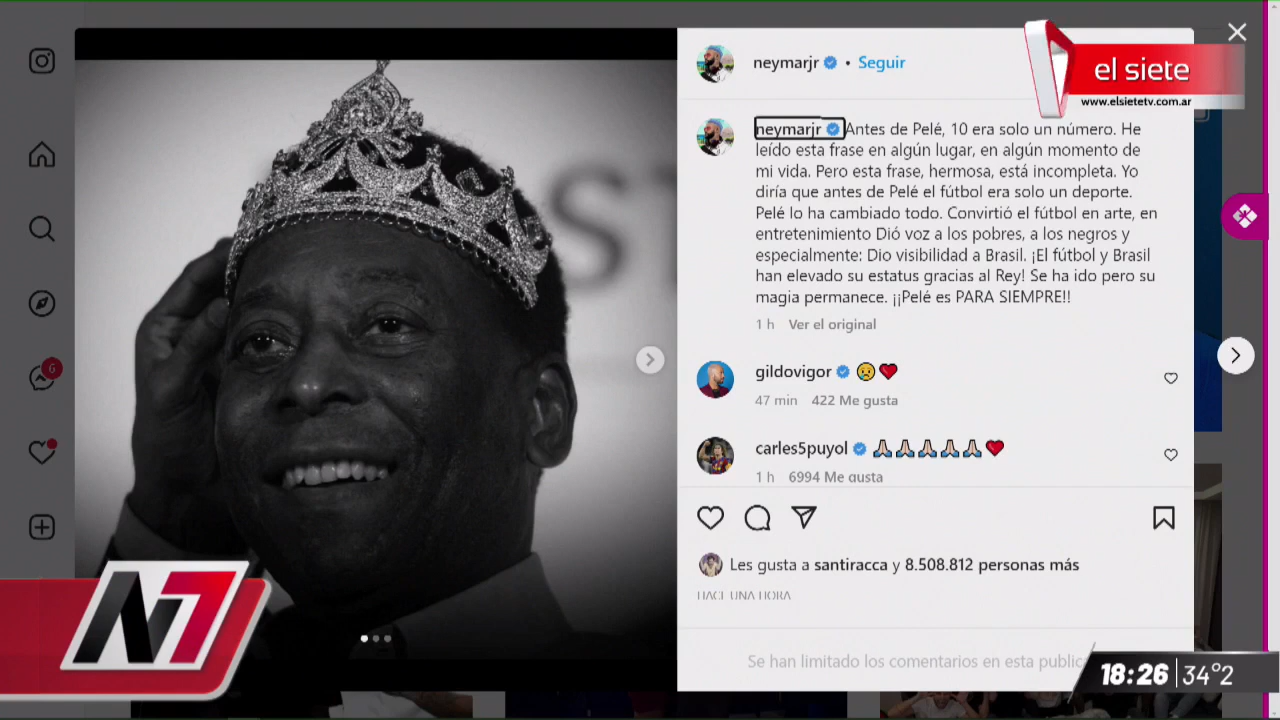 neymarjr • Seguir
el siete
www.elsietetv.com.ar
neymarjr Antes de Pelé, 10 era solo un número. He
leído esta frase en algún lugar, en algún momento de
mi vida. Pero esta frase, hermosa, está incompleta. Yo
diría que antes de Pelé el fútbol era solo un deporte.
Pelé lo ha cambiado todo. Convirtió el fútbol en arte, en
entretenimiento Dió voz a los pobres, a los negros y
especialmente: Dio visibilidad a Brasil. ¡El fútbol y Brasil
han elevado su estatus gracias al Rey! Se ha ido pero su
magia permanece. ¡¡Pelé es PARA SIEMPRE!!
1 h Ver el original
gildovigor 😢❤️
47 min 422 Me gusta
carles5puyol 🙏🏼🙏🏼🙏🏼🙏🏼🙏🏼❤️
1 h 6994 Me gusta
6
Les gusta a santiracca y 8.508.812 personas más
HACE UNA HORA
Se han limitado los comentarios en esta public
ST
N7
18:26 34°2